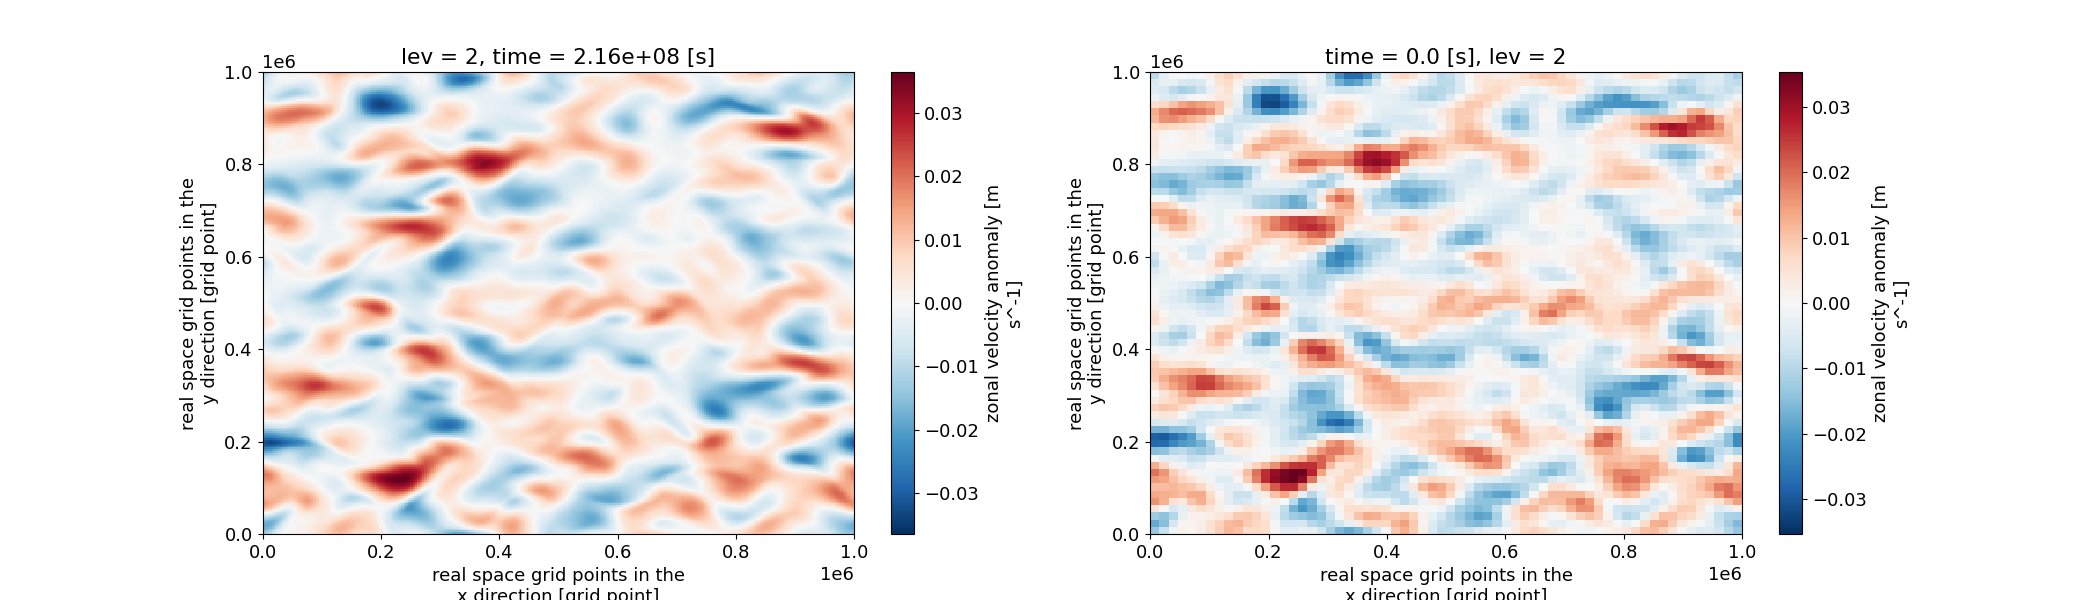 lev = 2, time = 2.16e+08 [s]
1e6
1.0
0.8
0.6
0.4
0.2
0.0
real space grid points in the
y direction [grid point]
0.0 0.2 0.4 0.6 0.8 1.0
1e6
real space grid points in the
x direction [grid point]
0.03
0.02
0.01
0.00
−0.01
−0.02
−0.03
zonal velocity anomaly [m
s^-1]
time = 0.0 [s], lev = 2
1e6
1.0
0.8
0.6
0.4
0.2
0.0
real space grid points in the
y direction [grid point]
0.0 0.2 0.4 0.6 0.8 1.0
1e6
real space grid points in the
x direction [grid point]
0.03
0.02
0.01
0.00
−0.01
−0.02
−0.03
zonal velocity anomaly [m
s^-1]